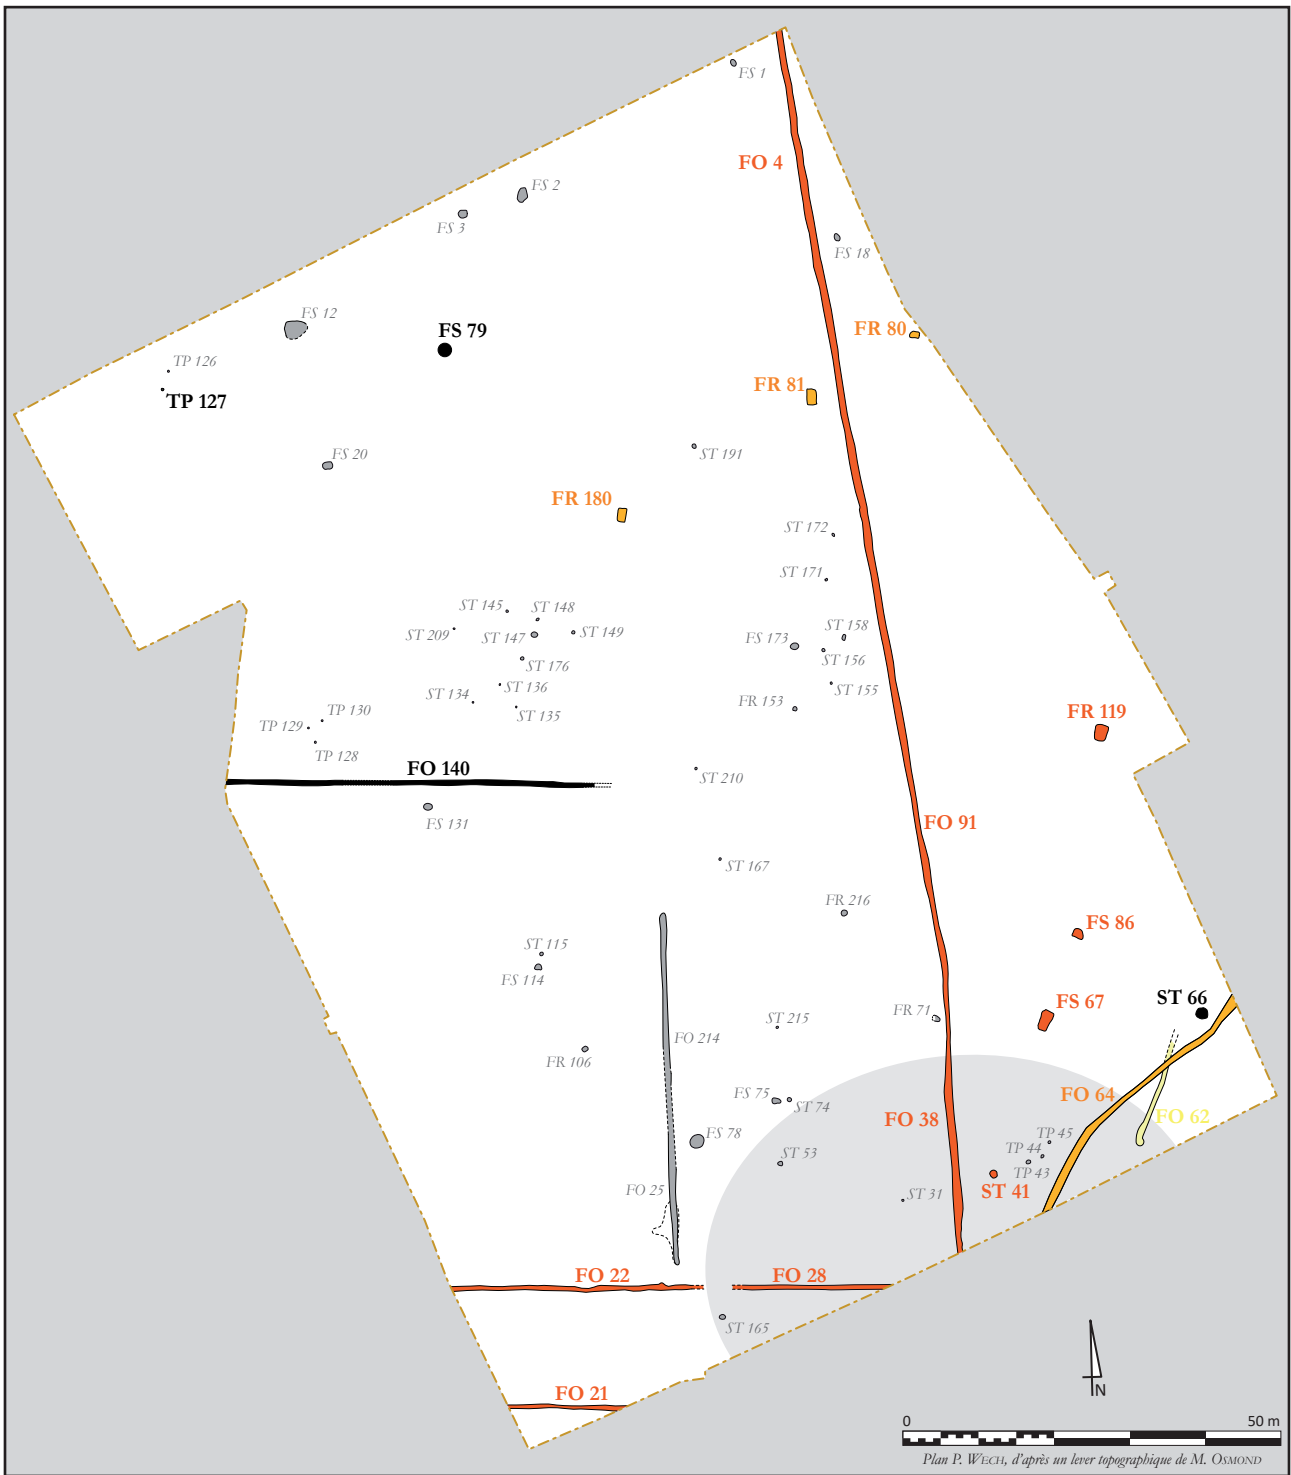 FS 1
FO 4
FS 2
FS 3
FS 18
FS 12
FS 79
FR 80
TP 126
TP 127
FR 81
FS 20
ST 191
FR 180
ST 172
ST 171
ST 145
ST 148
ST 209
ST 147
ST 149
FS 173
ST 158
ST 156
ST 176
ST 134
ST 136
ST 155
ST 135
FR 153
TP 130
TP 129
TP 128
FR 119
FO 140
ST 210
FS 131
FO 91
ST 167
FR 216
FS 86
ST 115
FS 114
FS 67
ST 66
FR 71
ST 215
FO 214
FR 106
FS 75
ST 74
FO 64
FO 38
FO 62
FS 78
TP 45
TP 44
TP 43
ST 53
ST 41
FO 25
ST 31
FO 22
FO 28
ST 165
FO 21
N
0 50 m
Plan P. WECH, d'après un lever topographique de M. OSMOND